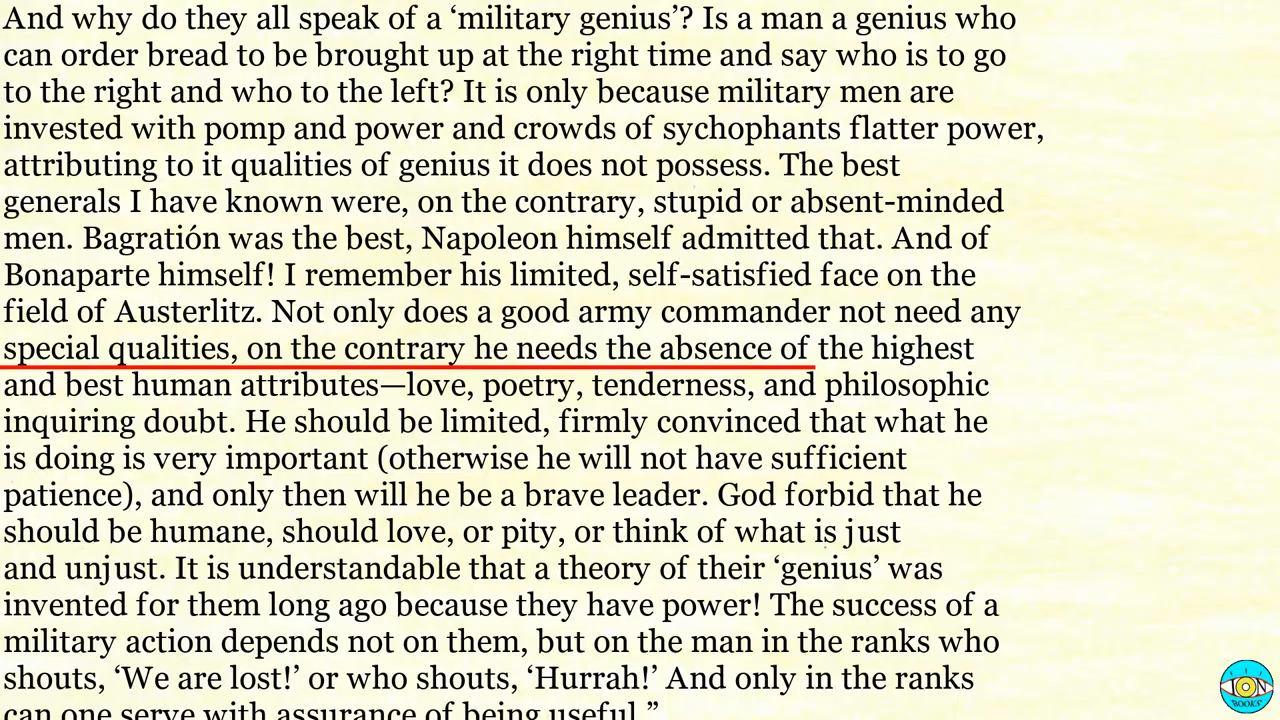 And why do they all speak of a ‘military genius’? Is a man a genius who
can order bread to be brought up at the right time and say who is to go
to the right and who to the left? It is only because military men are
invested with pomp and power and crowds of sychophants flatter power,
attributing to it qualities of genius it does not possess. The best
generals I have known were, on the contrary, stupid or absent-minded
men. Bagratión was the best, Napoleon himself admitted that. And of
Bonaparte himself! I remember his limited, self-satisfied face on the
field of Austerlitz. Not only does a good army commander not need any
special qualities, on the contrary he needs the absence of the highest
and best human attributes—love, poetry, tenderness, and philosophic
inquiring doubt. He should be limited, firmly convinced that what he
is doing is very important (otherwise he will not have sufficient
patience), and only then will he be a brave leader. God forbid that he
should be humane, should love, or pity, or think of what is just
and unjust. It is understandable that a theory of their ‘genius’ was
invented for them long ago because they have power! The success of a
military action depends not on them, but on the man in the ranks who
shouts, ‘We are lost!’ or who shouts, ‘Hurrah!’ And only in the ranks
can one serve with assurance of being useful.”
ION
BOOKS